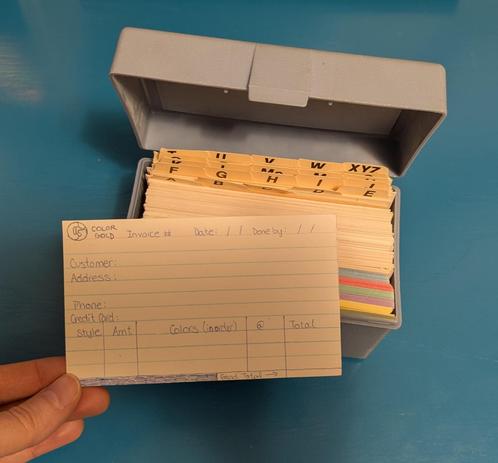 V W XYZ
Mc
F G H I
E
COLOR
GOLD Invoice # Date: / / Done by: / /
Customer:
Address:
Phone:
Credit Card:
Style Amt Colors (in order) @ Total
Total →